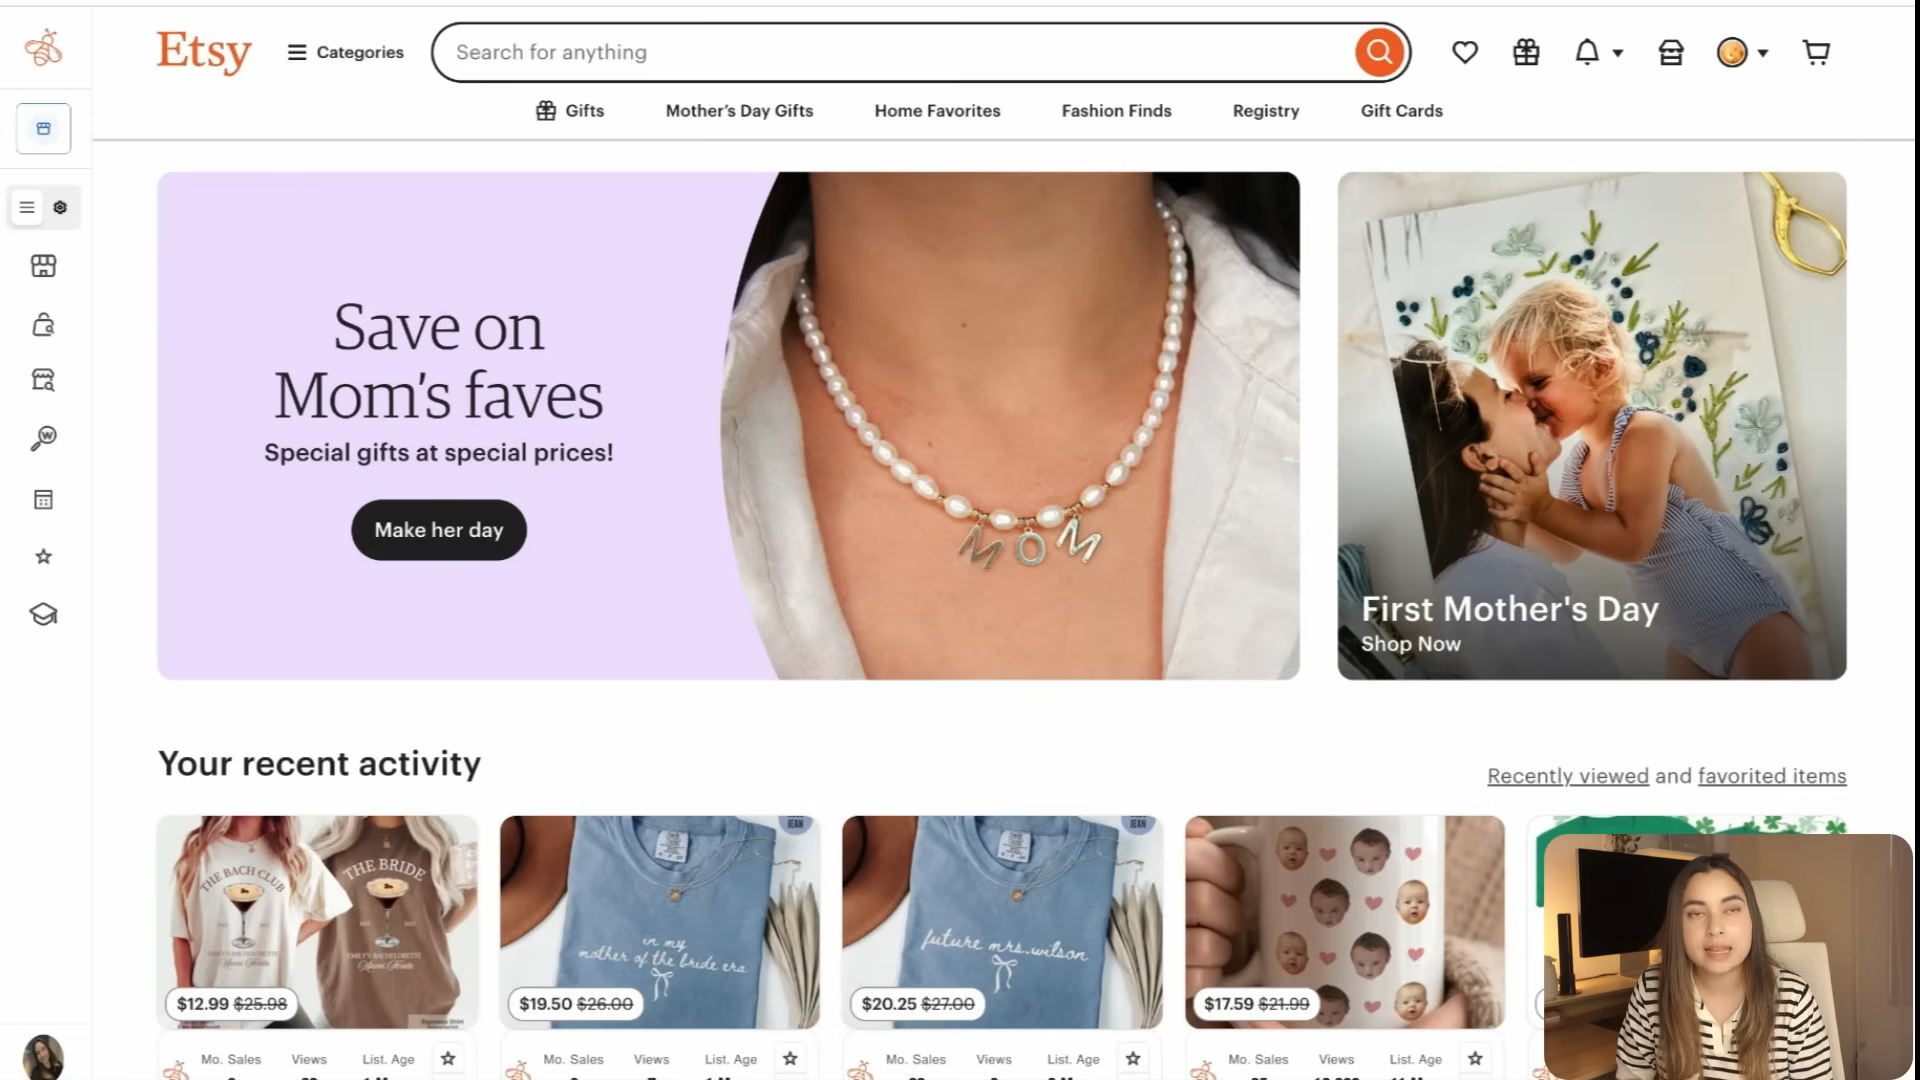 Etsy
Categories
Search for anything
Gifts
Mother's Day Gifts
Home Favorites
Fashion Finds
Registry
Gift Cards
Save on
Mom's faves
Special gifts at special prices!
Make her day
MOM
First Mother's Day
Shop Now
Your recent activity
Recently viewed and favorited items
THE BACH CLUB
THE BRIDE
EMILY'S BACHELORETTE
Miami, Florida
$12.99 $25.98
in my
mother of the bride era
$19.50 $26.00
future mrs. wilson
$20.25 $27.00
$17.59 $21.99
Mo. Sales Views List. Age
Mo. Sales Views List. Age
Mo. Sales Views List. Age
Mo. Sales Views List. Age